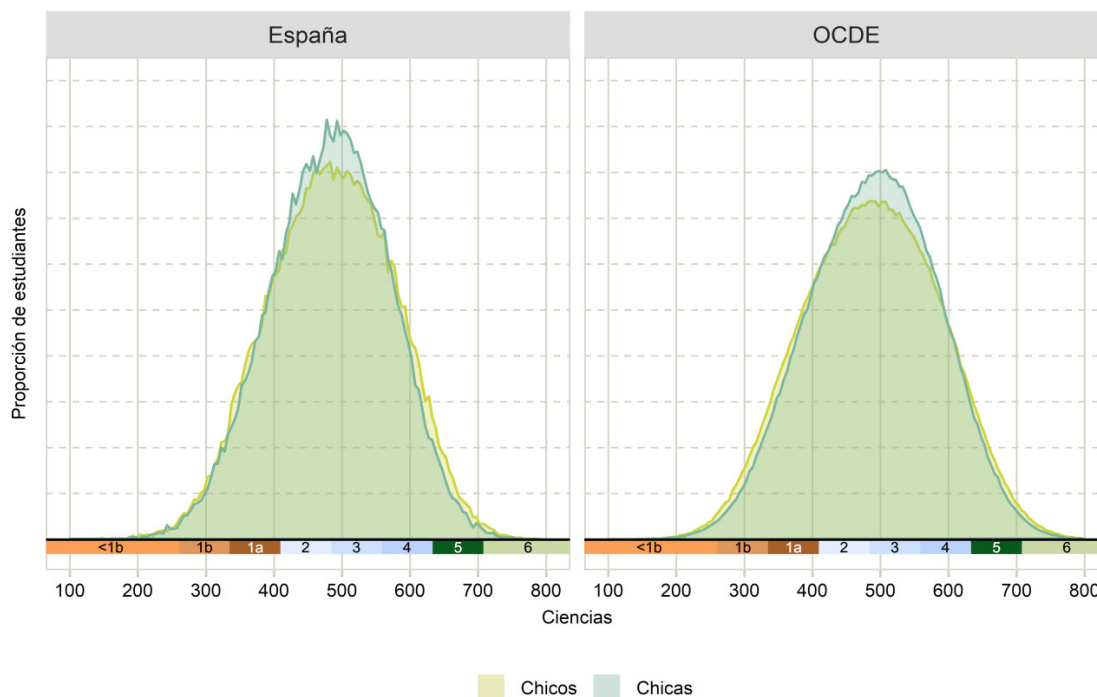 España
OCDE
Proporción de estudiantes
<1b 1b 1a 2 3 4 5 6
<1b 1b 1a 2 3 4 5 6
100 200 300 400 500 600 700 800
100 200 300 400 500 600 700 800
Ciencias
Chicos Chicas